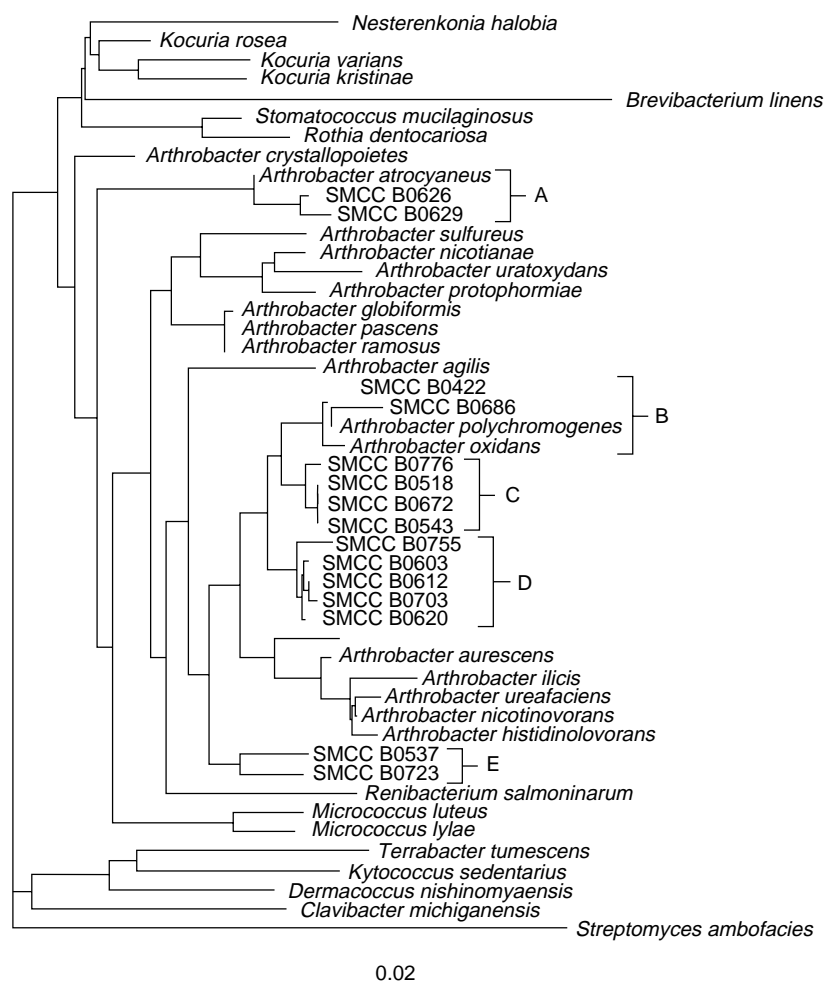 Nesterenkonia halobia
Kocuria rosea
Kocuria varians
Kocuria kristinae
Brevibacterium linens
Stomatococcus mucilaginosus
Rothia dentocariosa
Arthrobacter crystallopoietes
Arthrobacter atrocyaneus
SMCC B0626 A
SMCC B0629
Arthrobacter sulfureus
Arthrobacter nicotianae
Arthrobacter uratoxydans
Arthrobacter protophormiae
Arthrobacter globiformis
Arthrobacter pascens
Arthrobacter ramosus
Arthrobacter agilis
SMCC B0422
SMCC B0686 B
Arthrobacter polychromogenes
Arthrobacter oxidans
SMCC B0776
SMCC B0518 C
SMCC B0672
SMCC B0543
SMCC B0755
SMCC B0603
SMCC B0612 D
SMCC B0703
SMCC B0620
Arthrobacter aurescens
Arthrobacter ilicis
Arthrobacter ureafaciens
Arthrobacter nicotinovorans
Arthrobacter histidinolovorans
SMCC B0537 E
SMCC B0723
Renibacterium salmoninarum
Micrococcus luteus
Micrococcus lylae
Terrabacter tumescens
Kytococcus sedentarius
Dermacoccus nishinomyaensis
Clavibacter michiganensis
Streptomyces ambofacies
0.02